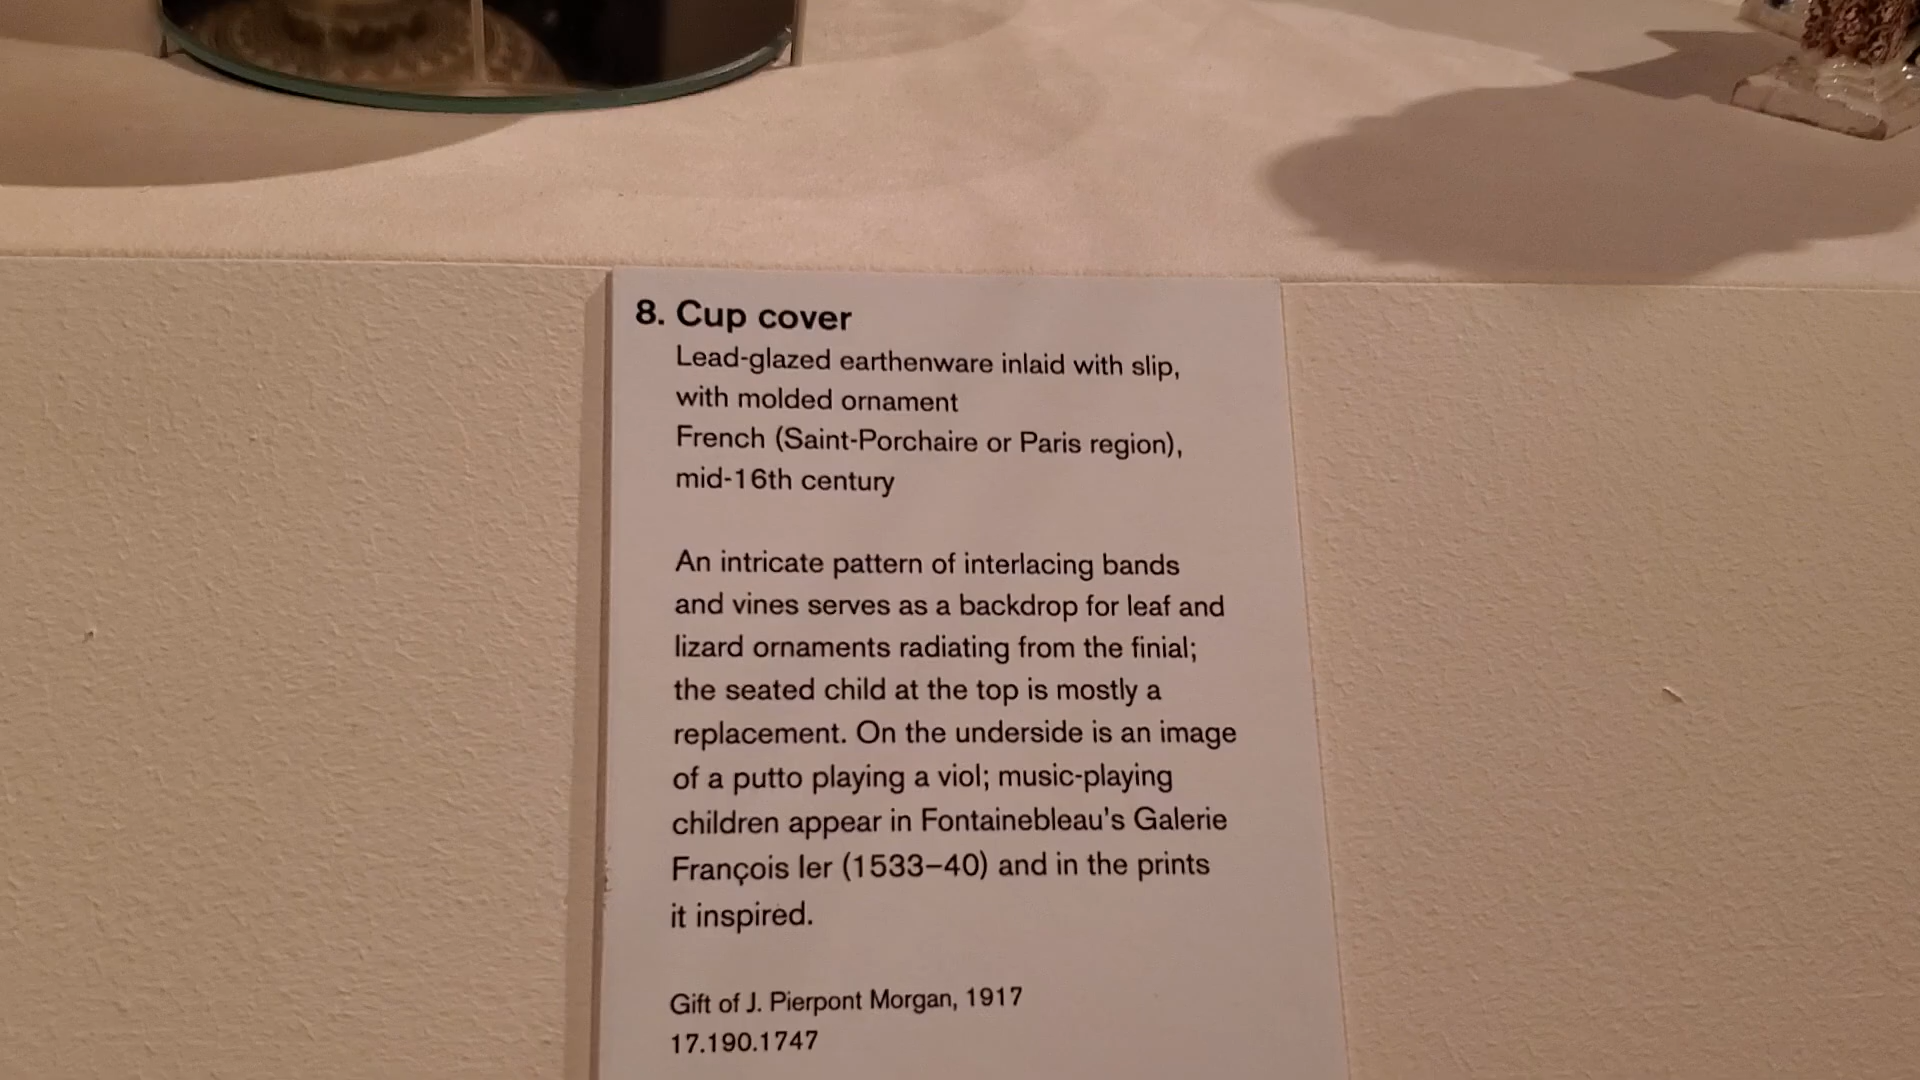 8. Cup cover
Lead-glazed earthenware inlaid with slip,
with molded ornament
French (Saint-Porchaire or Paris region),
mid-16th century
An intricate pattern of interlacing bands
and vines serves as a backdrop for leaf and
lizard ornaments radiating from the finial;
the seated child at the top is mostly a
replacement. On the underside is an image
of a putto playing a viol; music-playing
children appear in Fontainebleau's Galerie
François Ier (1533–40) and in the prints
it inspired.
Gift of J. Pierpont Morgan, 1917
17.190.1747